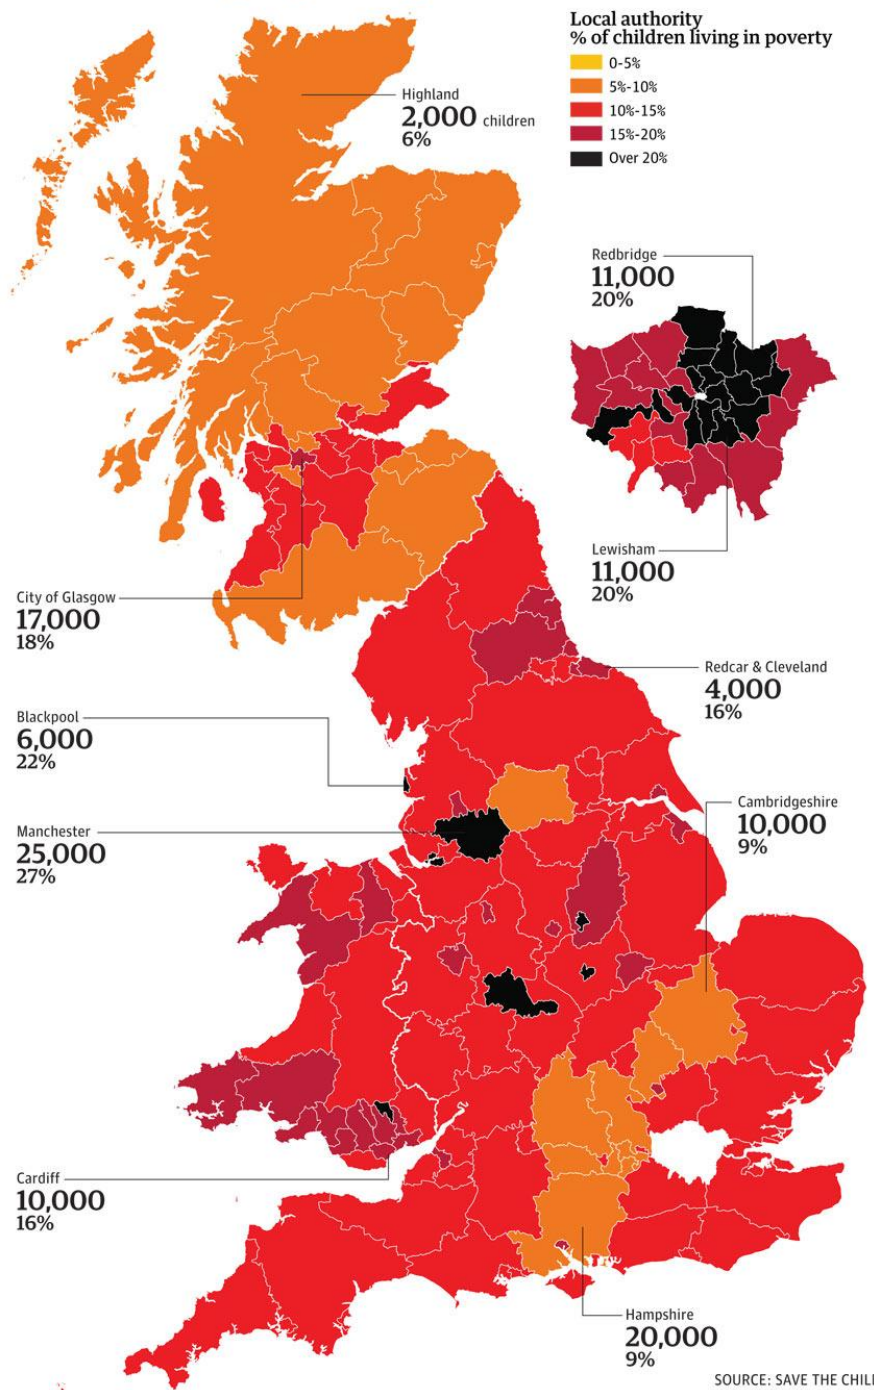 Local authority
% of children living in poverty
0-5%
5%-10%
10%-15%
15%-20%
Over 20%
Highland
2,000 children
6%
Redbridge
11,000
20%
Lewisham
11,000
20%
City of Glasgow
17,000
18%
Redcar & Cleveland
4,000
16%
Blackpool
6,000
22%
Cambridgeshire
10,000
9%
Manchester
25,000
27%
Cardiff
10,000
16%
Hampshire
20,000
9%
SOURCE: SAVE THE CHIL